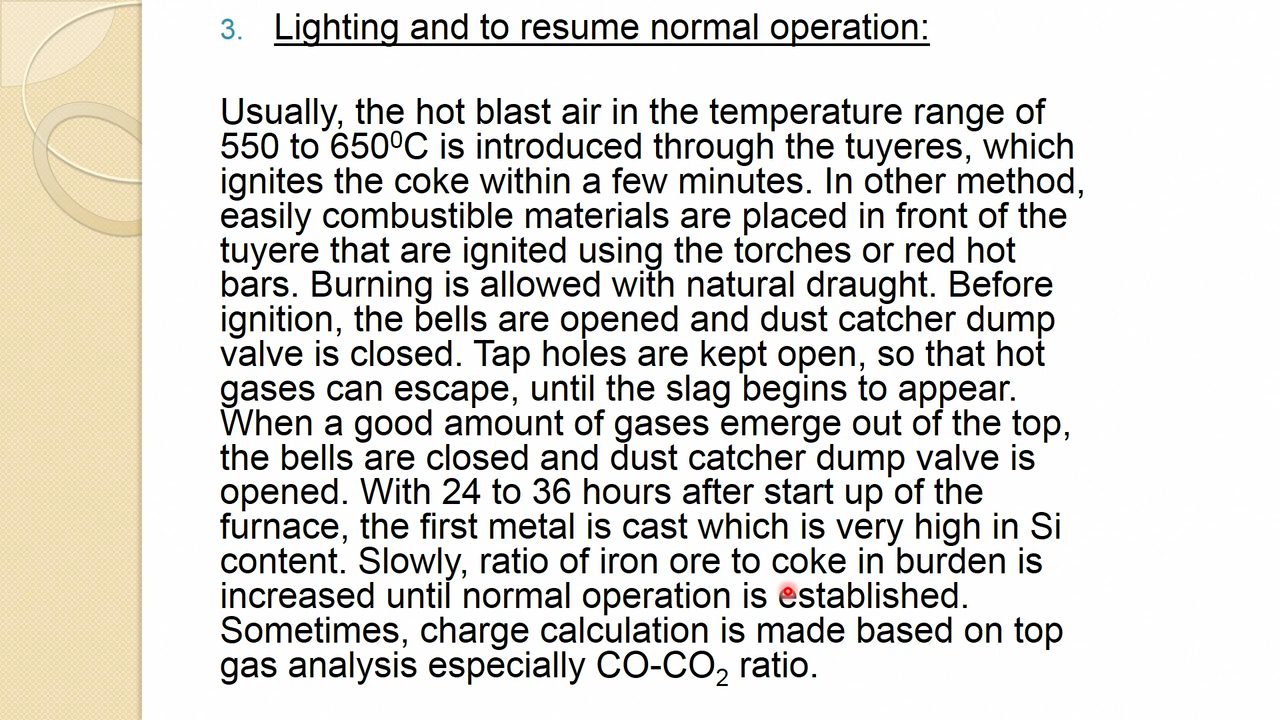 3. Lighting and to resume normal operation:
Usually, the hot blast air in the temperature range of
550 to 650⁰C is introduced through the tuyeres, which
ignites the coke within a few minutes. In other method,
easily combustible materials are placed in front of the
tuyere that are ignited using the torches or red hot
bars. Burning is allowed with natural draught. Before
ignition, the bells are opened and dust catcher dump
valve is closed. Tap holes are kept open, so that hot
gases can escape, until the slag begins to appear.
When a good amount of gases emerge out of the top,
the bells are closed and dust catcher dump valve is
opened. With 24 to 36 hours after start up of the
furnace, the first metal is cast which is very high in Si
content. Slowly, ratio of iron ore to coke in burden is
increased until normal operation is established.
Sometimes, charge calculation is made based on top
gas analysis especially CO-CO₂ ratio.